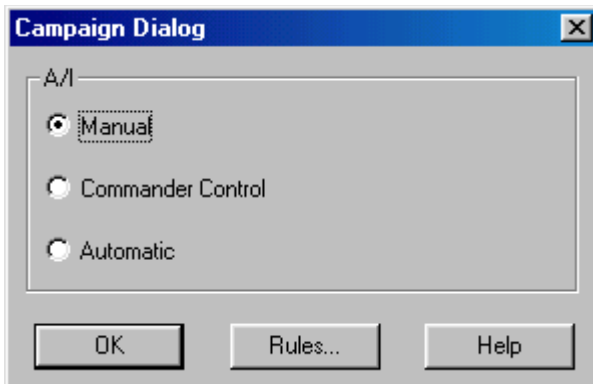 Campaign Dialog
A/I
Manual
Commander Control
Automatic
OK Rules... Help